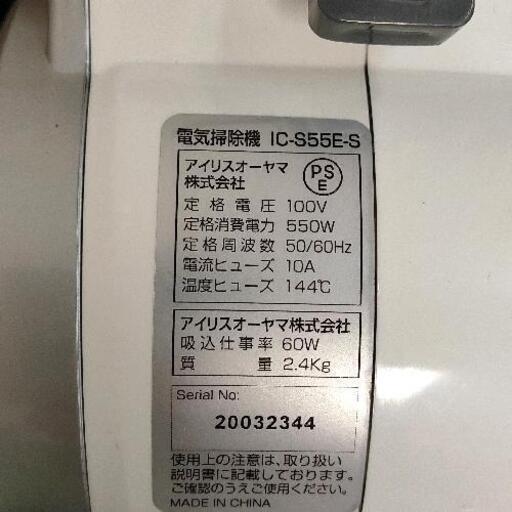 電気掃除機 IC-S55E-S
アイリスオーヤマ
株式会社
PS
E
定格電圧 100V
定格消費電力 550W
定格周波数 50/60Hz
電流ヒューズ 10A
温度ヒューズ 144℃
アイリスオーヤマ株式会社
吸込仕事率 60W
質量 2.4Kg
Serial No:
20032344
使用上の注意は、取り扱い
説明書に記載しております。
ご確認のうえご使用ください。
MADE IN CHINA